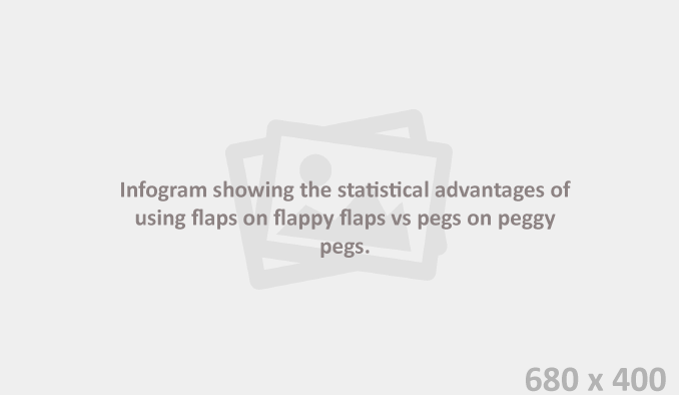 Infogram showing the statistical advantages of
using flaps on flappy flaps vs pegs on peggy
pegs.
680 x 400